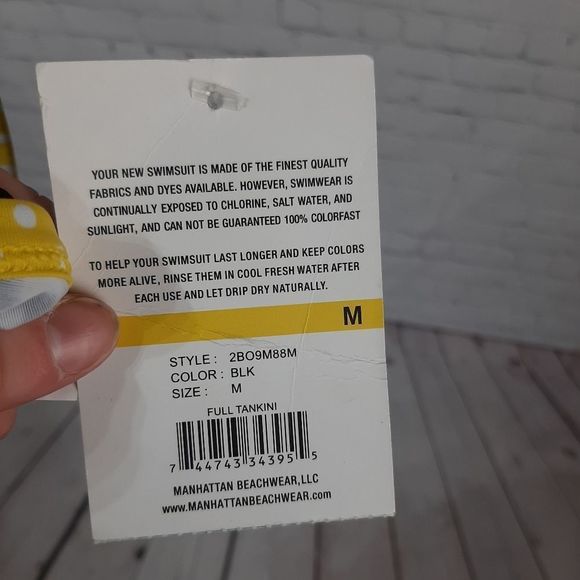 YOUR NEW SWIMSUIT IS MADE OF THE FINEST QUALITY
FABRICS AND DYES AVAILABLE. HOWEVER, SWIMWEAR IS
CONTINUALLY EXPOSED TO CHLORINE, SALT WATER, AND
SUNLIGHT, AND CAN NOT BE GUARANTEED 100% COLORFAST
TO HELP YOUR SWIMSUIT LAST LONGER AND KEEP COLORS
MORE ALIVE, RINSE THEM IN COOL FRESH WATER AFTER
EACH USE AND LET DRIP DRY NATURALLY.
M
STYLE : 2BO9M88M
COLOR : BLK
SIZE : M
FULL TANKINI
7 44743 34395 5
MANHATTAN BEACHWEAR, LLC
WWW.MANHATTANBEACHWEAR.COM